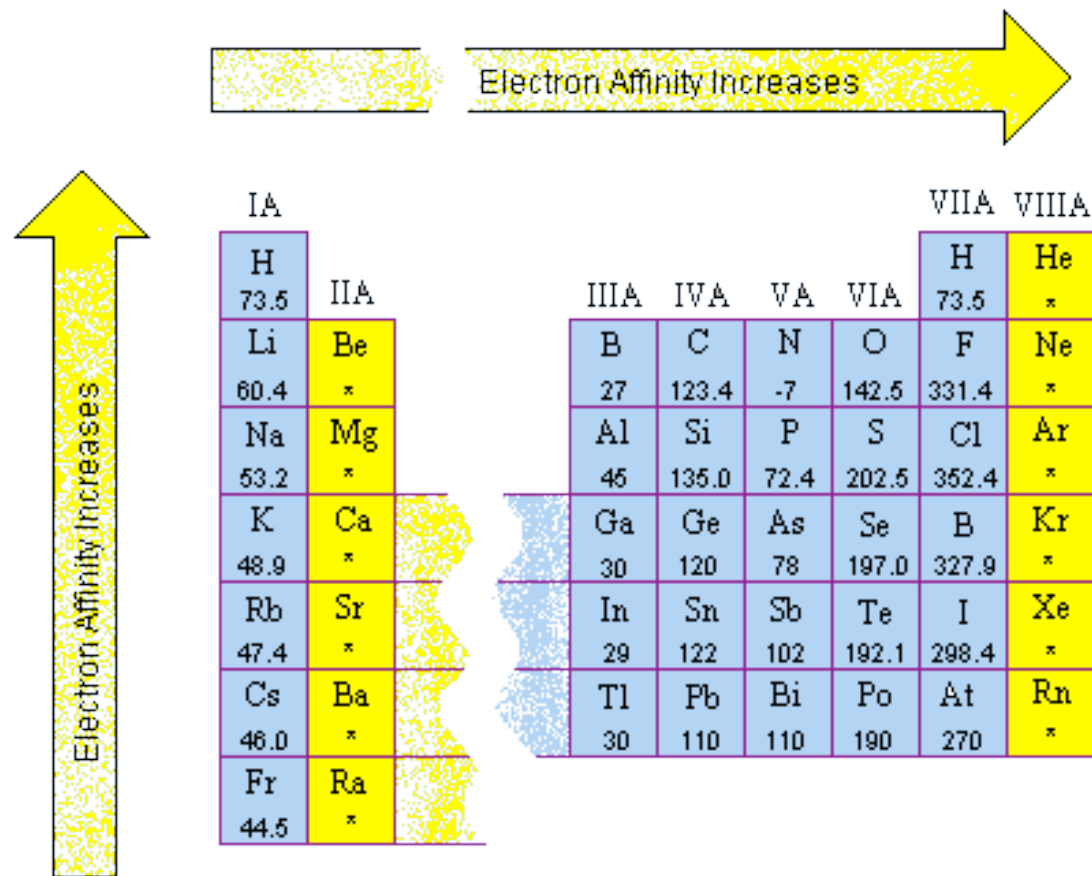 Electron Affinity Increases
Electron Affinity Increases
IA VIIA VIIIA
H H He
73.5 IIA IIIA IVA VA VIA 73.5 *
Li Be B C N O F Ne
60.4 * 27 123.4 -7 142.5 331.4 *
Na Mg Al Si P S Cl Ar
53.2 * 45 135.0 72.4 202.5 352.4 *
K Ca Ga Ge As Se B Kr
48.9 * 30 120 78 197.0 327.9 *
Rb Sr In Sn Sb Te I Xe
47.4 * 29 122 102 192.1 298.4 *
Cs Ba Tl Pb Bi Po At Rn
46.0 * 30 110 110 190 270 *
Fr Ra
44.5 *